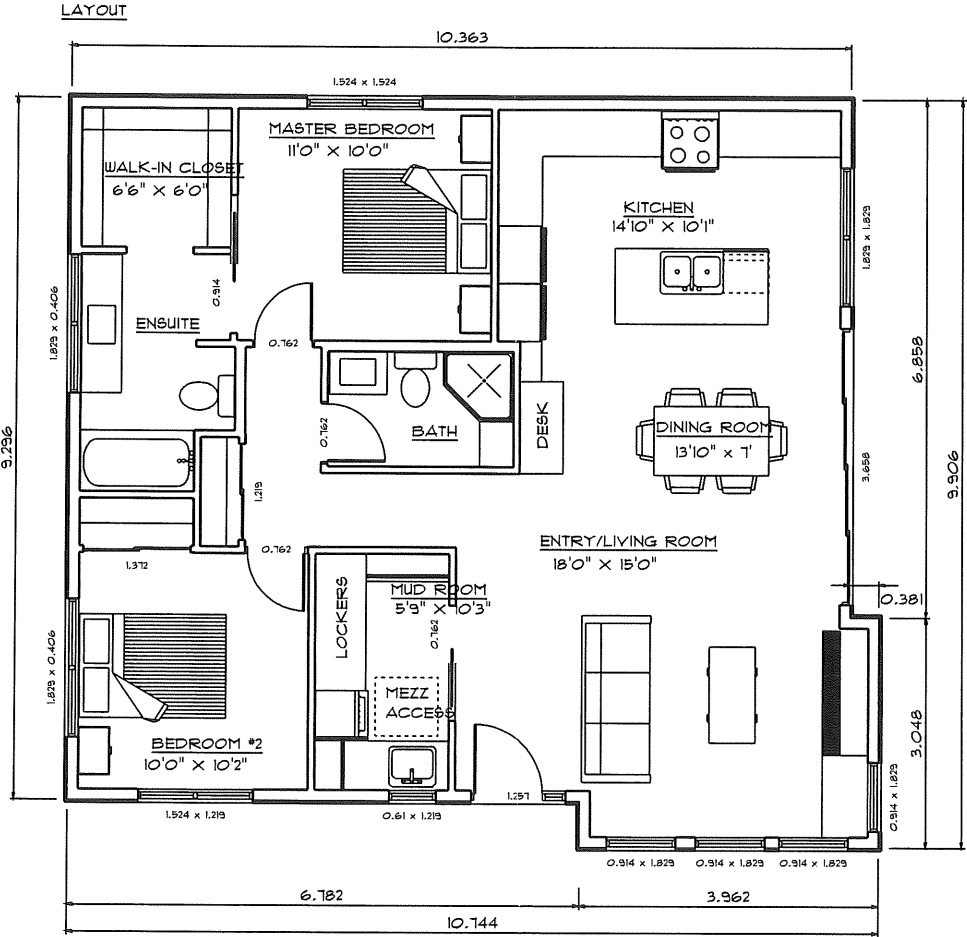 LAYOUT
10.363
1.524 x 1.524
MASTER BEDROOM
11'0" X 10'0"
WALK-IN CLOSET
6'6" X 6'0"
KITCHEN
14'10" X 10'1"
1.829 x 1.829
0.914
ENSUITE
1.829 x 0.406
0.762
6.858
9.296
0.762
BATH
DESK
DINING ROOM
13'10" x 7'
3.658
9.906
1.219
0.762
1.372
ENTRY/LIVING ROOM
18'0" X 15'0"
MUD ROOM
5'9" X 10'3"
LOCKERS
0.762
0.381
1.829 x 0.406
MEZZ
ACCESS
3.048
BEDROOM #2
10'0" X 10'2"
1.257
0.914 x 1.829
1.524 x 1.219
0.61 x 1.219
0.914 x 1.829
0.914 x 1.829
0.914 x 1.829
6.782
3.962
10.744